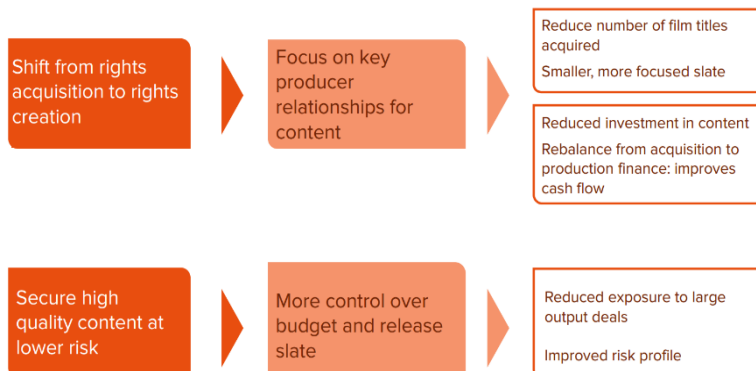 Shift from rights
acquisition to rights
creation
Focus on key
producer
relationships for
content
Reduce number of film titles
acquired
Smaller, more focused slate
Reduced investment in content
Rebalance from acquisition to
production finance: improves
cash flow
Secure high
quality content at
lower risk
More control over
budget and release
slate
Reduced exposure to large
output deals
Improved risk profile